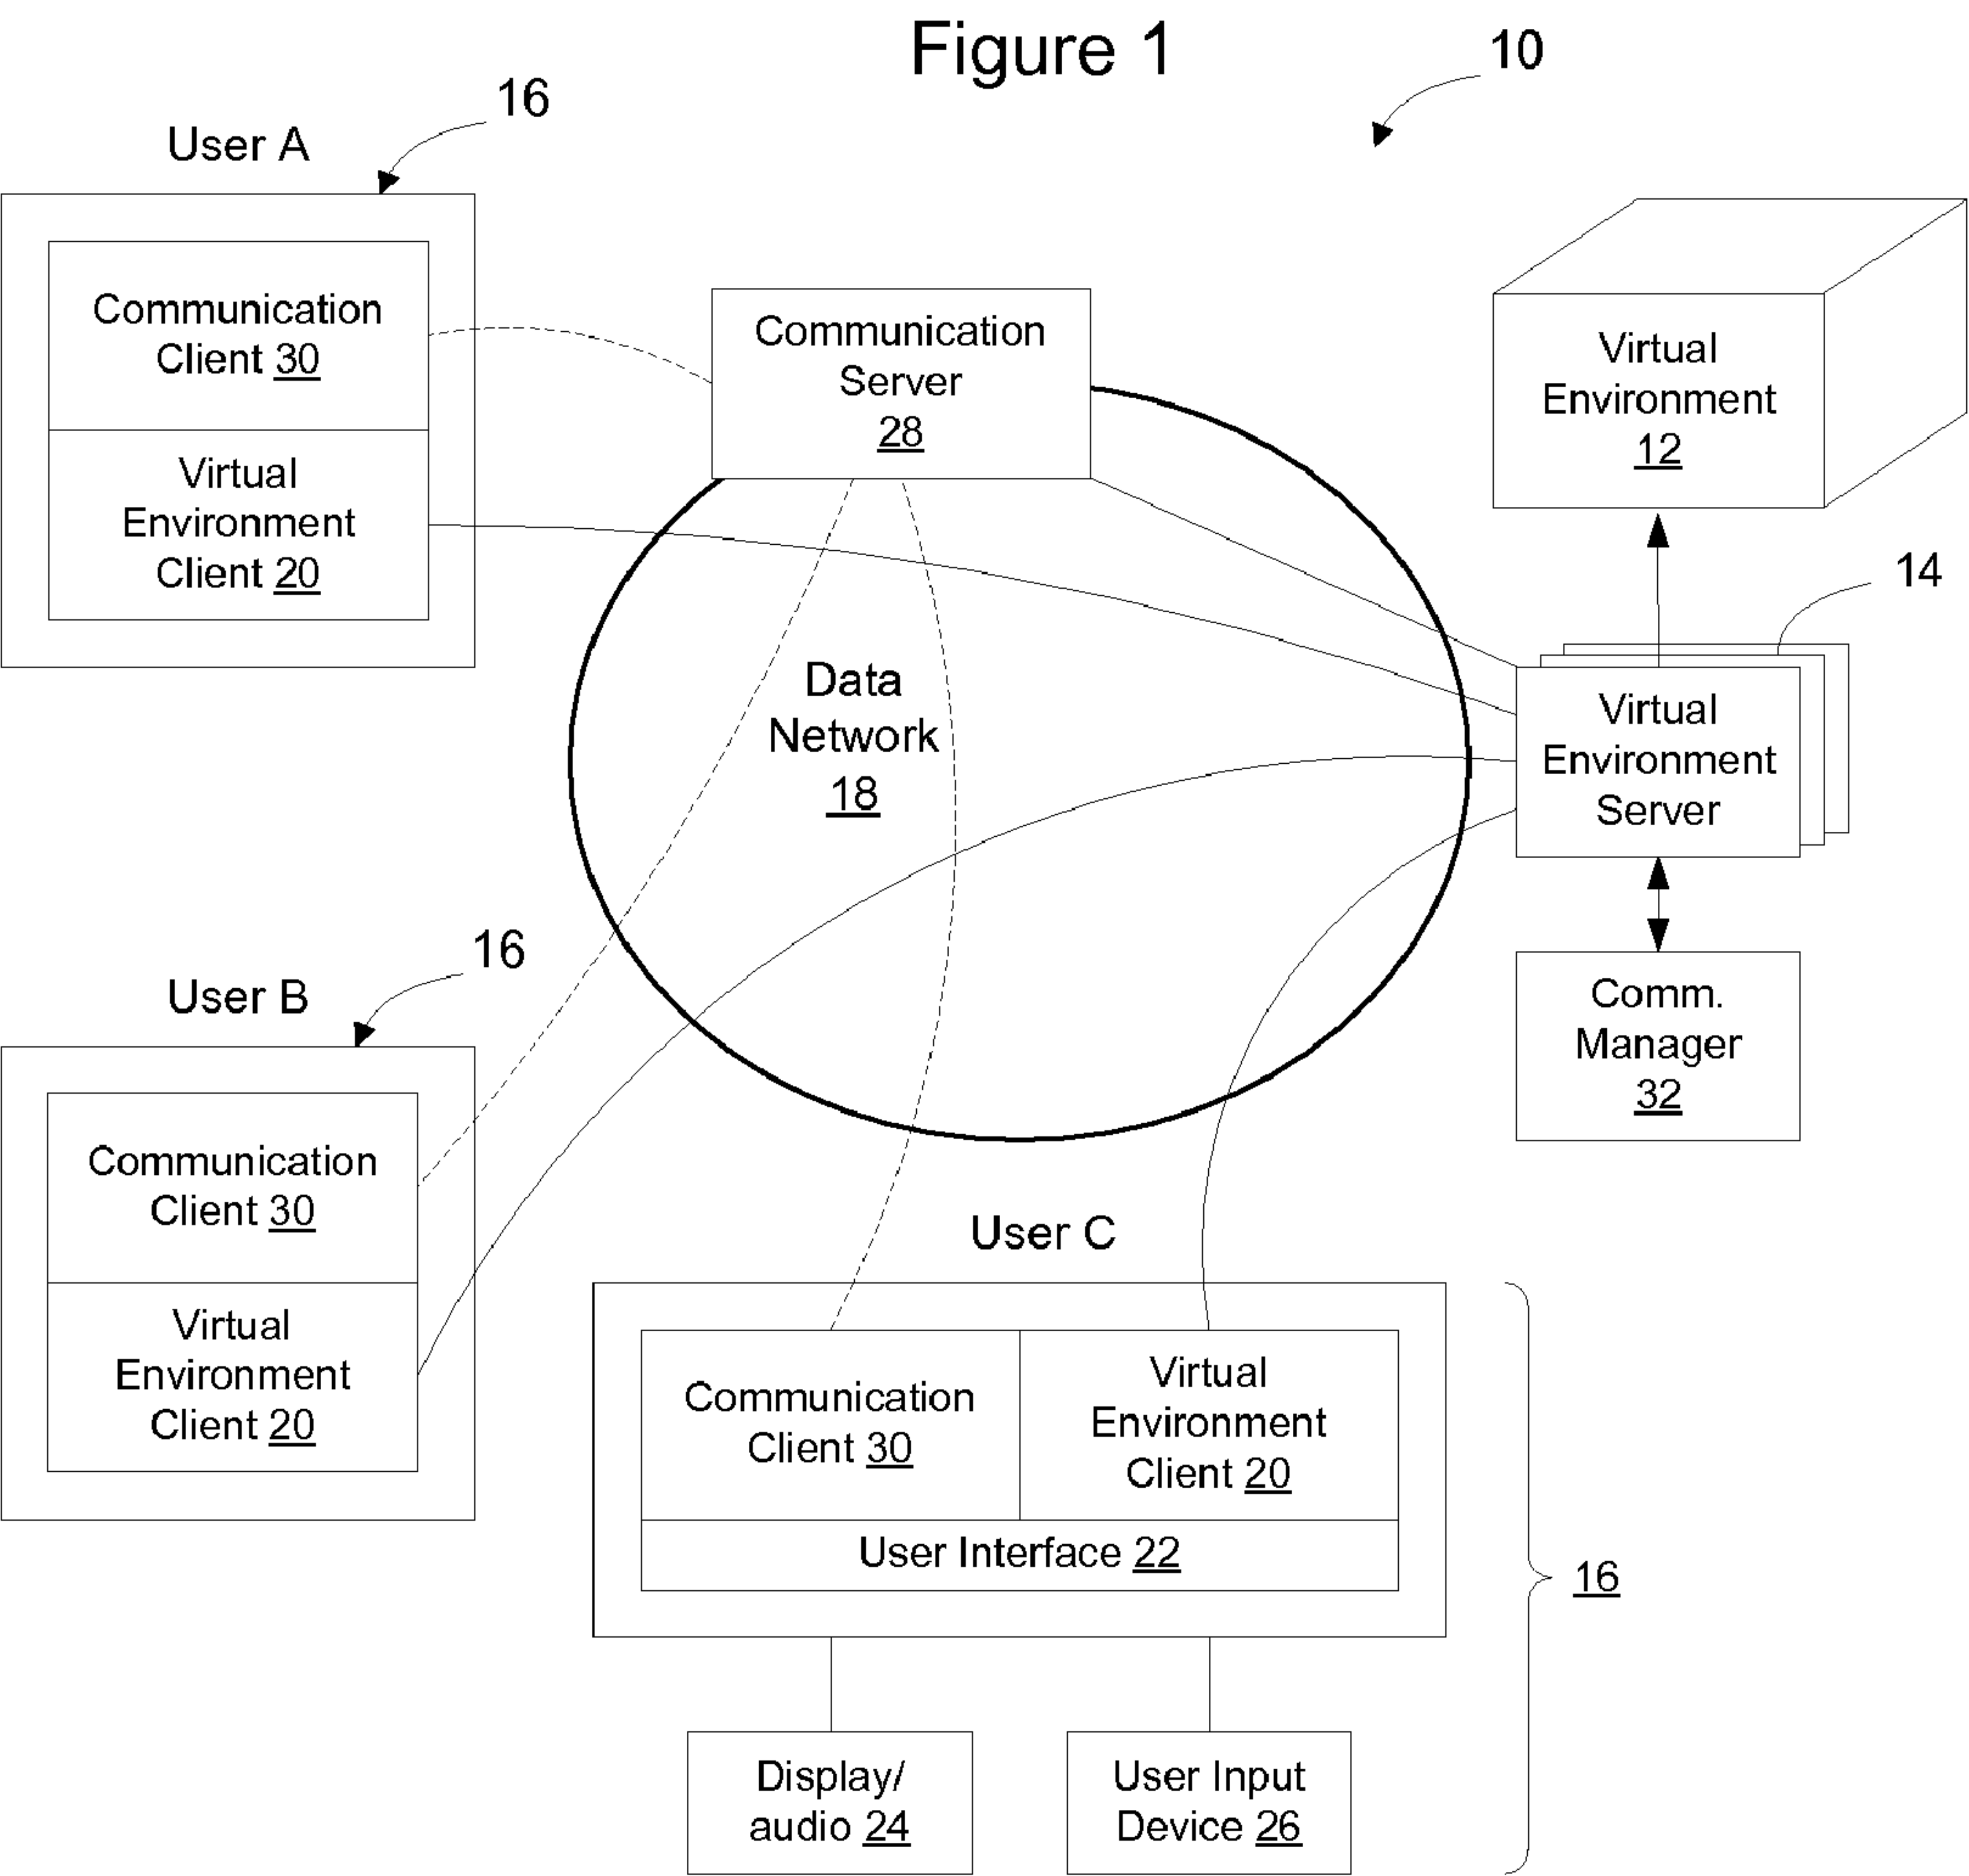 Figure 1
10
16
User A
Communication
Client 30
Virtual
Environment
Client 20
Communication
Server
28
Virtual
Environment
12
14
Data
Network
18
Virtual
Environment
Server
Comm.
Manager
32
16
User B
Communication
Client 30
Virtual
Environment
Client 20
User C
Communication
Client 30
Virtual
Environment
Client 20
User Interface 22
16
Display/
audio 24
User Input
Device 26